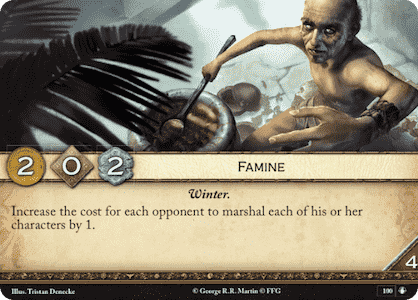 2 0 2 FAMINE
Winter.
Increase the cost for each opponent to marshal each of his or her
characters by 1.
4
Illus. Tristan Denecke © George R.R. Martin © FFG 180